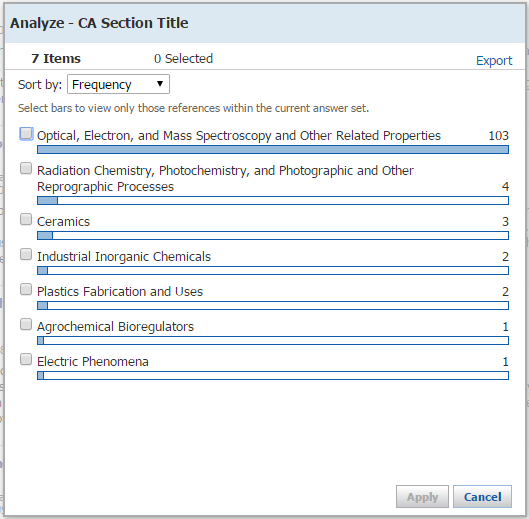 Analyze - CA Section Title
7 Items 0 Selected Export
Sort by: Frequency
Select bars to view only those references within the current answer set.
Optical, Electron, and Mass Spectroscopy and Other Related Properties 103
Radiation Chemistry, Photochemistry, and Photographic and Other
Reprographic Processes 4
Ceramics 3
Industrial Inorganic Chemicals 2
Plastics Fabrication and Uses 2
Agrochemical Bioregulators 1
Electric Phenomena 1
Apply Cancel